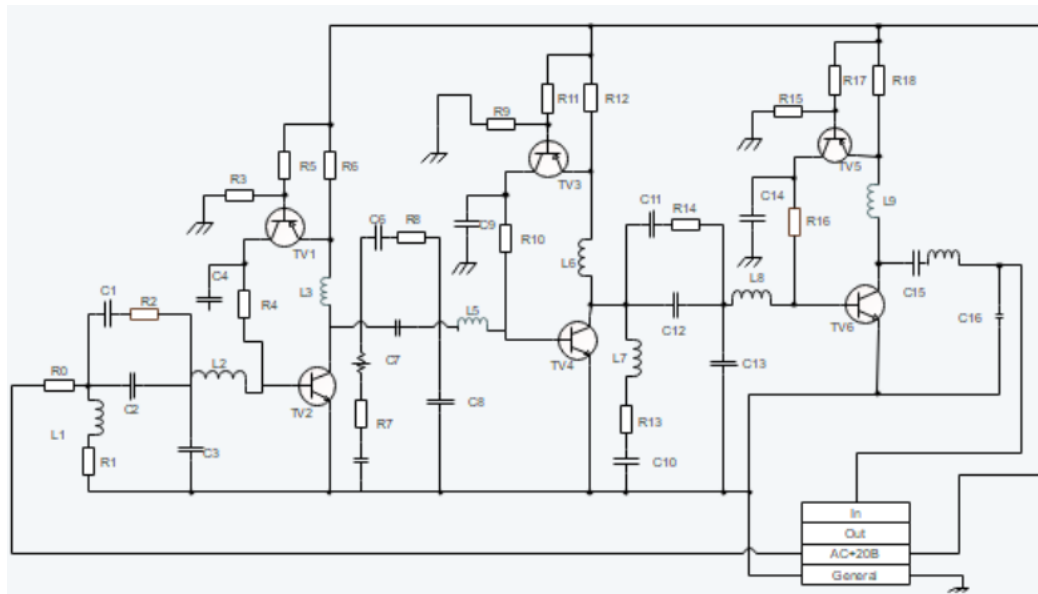 R17
R18
R11
R12
R15
R9
TV5
R5
R6
TV3
R3
L9
C11
R14
C14
R16
C6
R8
C9
R10
TV1
L6
C4
L3
L8
C1
R2
R4
C15
L5
C12
TV6
C16
L2
C7
TV4
L7
C13
R0
C2
TV2
C8
L1
R7
R13
R1
C3
C10
In
Out
AC+20B
General